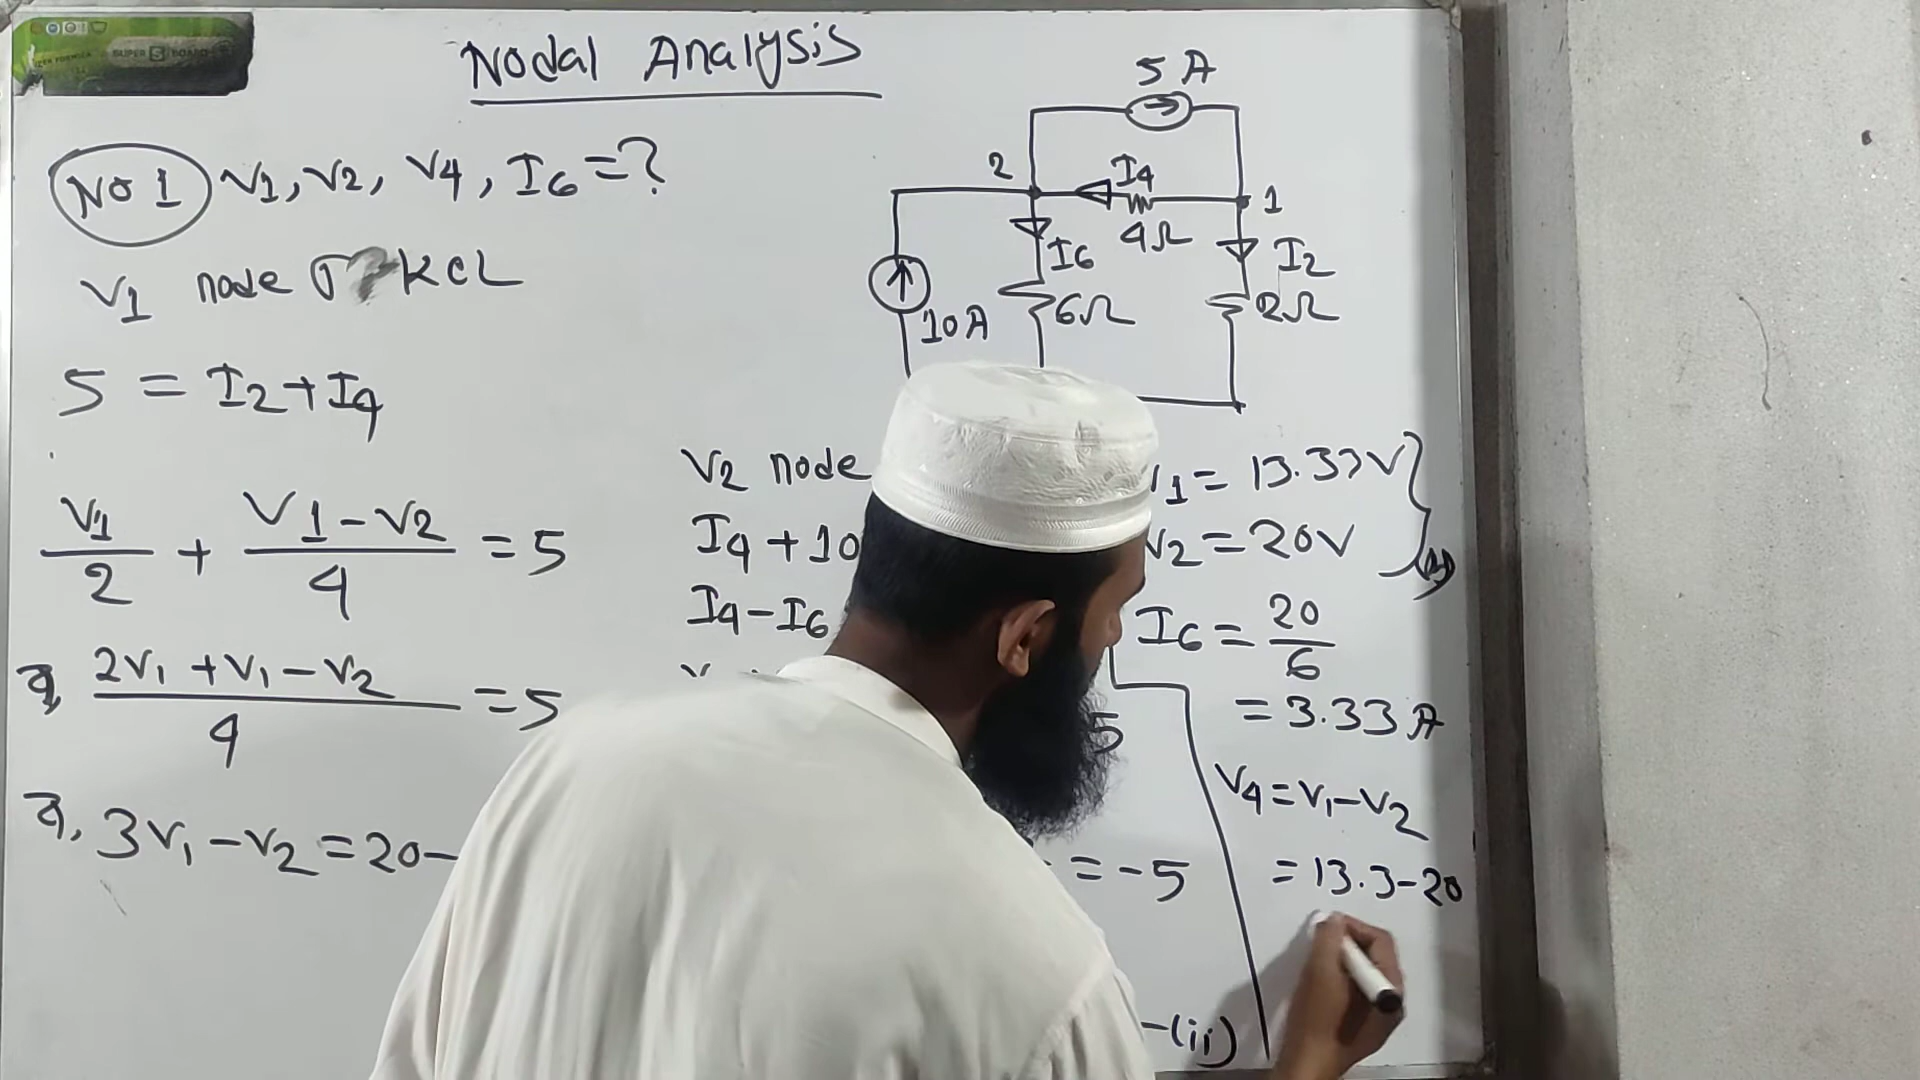 Nodal Analysis
No 1 V1, V2, V4, I6 = ?
V1 node KCL
5 = I2 + I4
V1/2 + (V1 - V2)/4 = 5
বা, (2V1 + V1 - V2)/4 = 5
বা, 3V1 - V2 = 20 -
5 A
2
I4
1
4Ω
I6
I2
10 A
6Ω
2Ω
V2 node
I4 + 10
I4 - I6
5
= -5
-(ii)
V1 = 13.33V
V2 = 20V
I6 = 20/6
= 3.33 A
V4 = V1 - V2
= 13.3 - 20